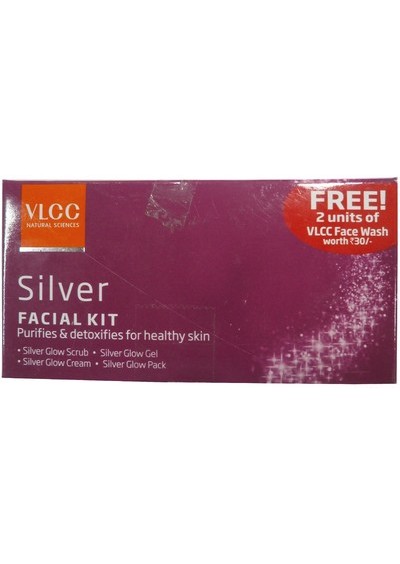 VLCC
NATURAL SCIENCES
FREE!
2 units of
VLCC Face Wash
worth ₹30/-
Silver
FACIAL KIT
Purifies & detoxifies for healthy skin
• Silver Glow Scrub • Silver Glow Gel
• Silver Glow Cream • Silver Glow Pack